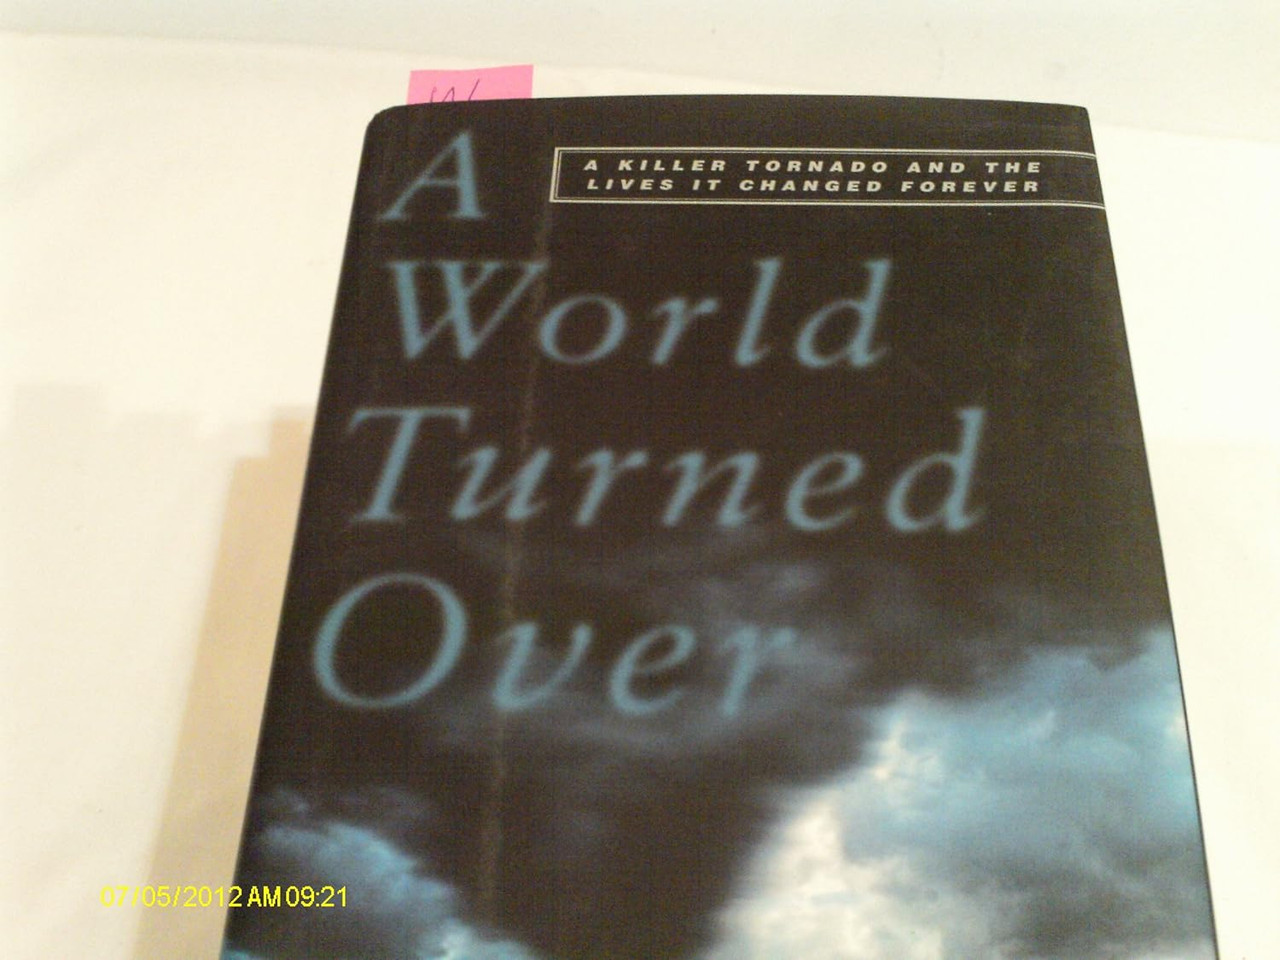 W
A
A KILLER TORNADO AND THE
LIVES IT CHANGED FOREVER
World
Turned
Over
07/05/2012 AM 09:21